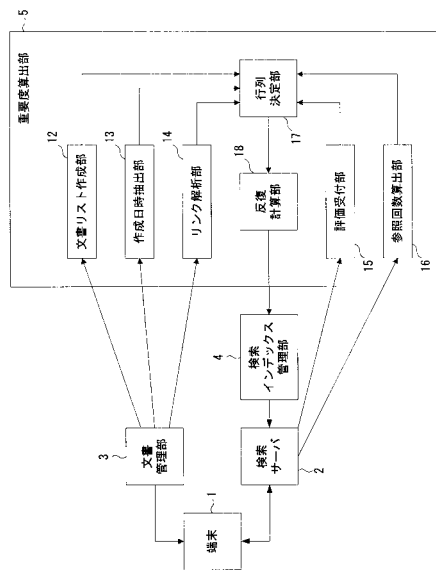 5
重要度算出部
12
文書リスト作成部
13
作成日時抽出部
14
リンク解析部
行列
決定部
17
18
反復
計算部
評価受付部
15
参照回数算出部
16
4
検索
インデックス
管理部
3
文書
管理部
検索
サーバ
2
1
端末